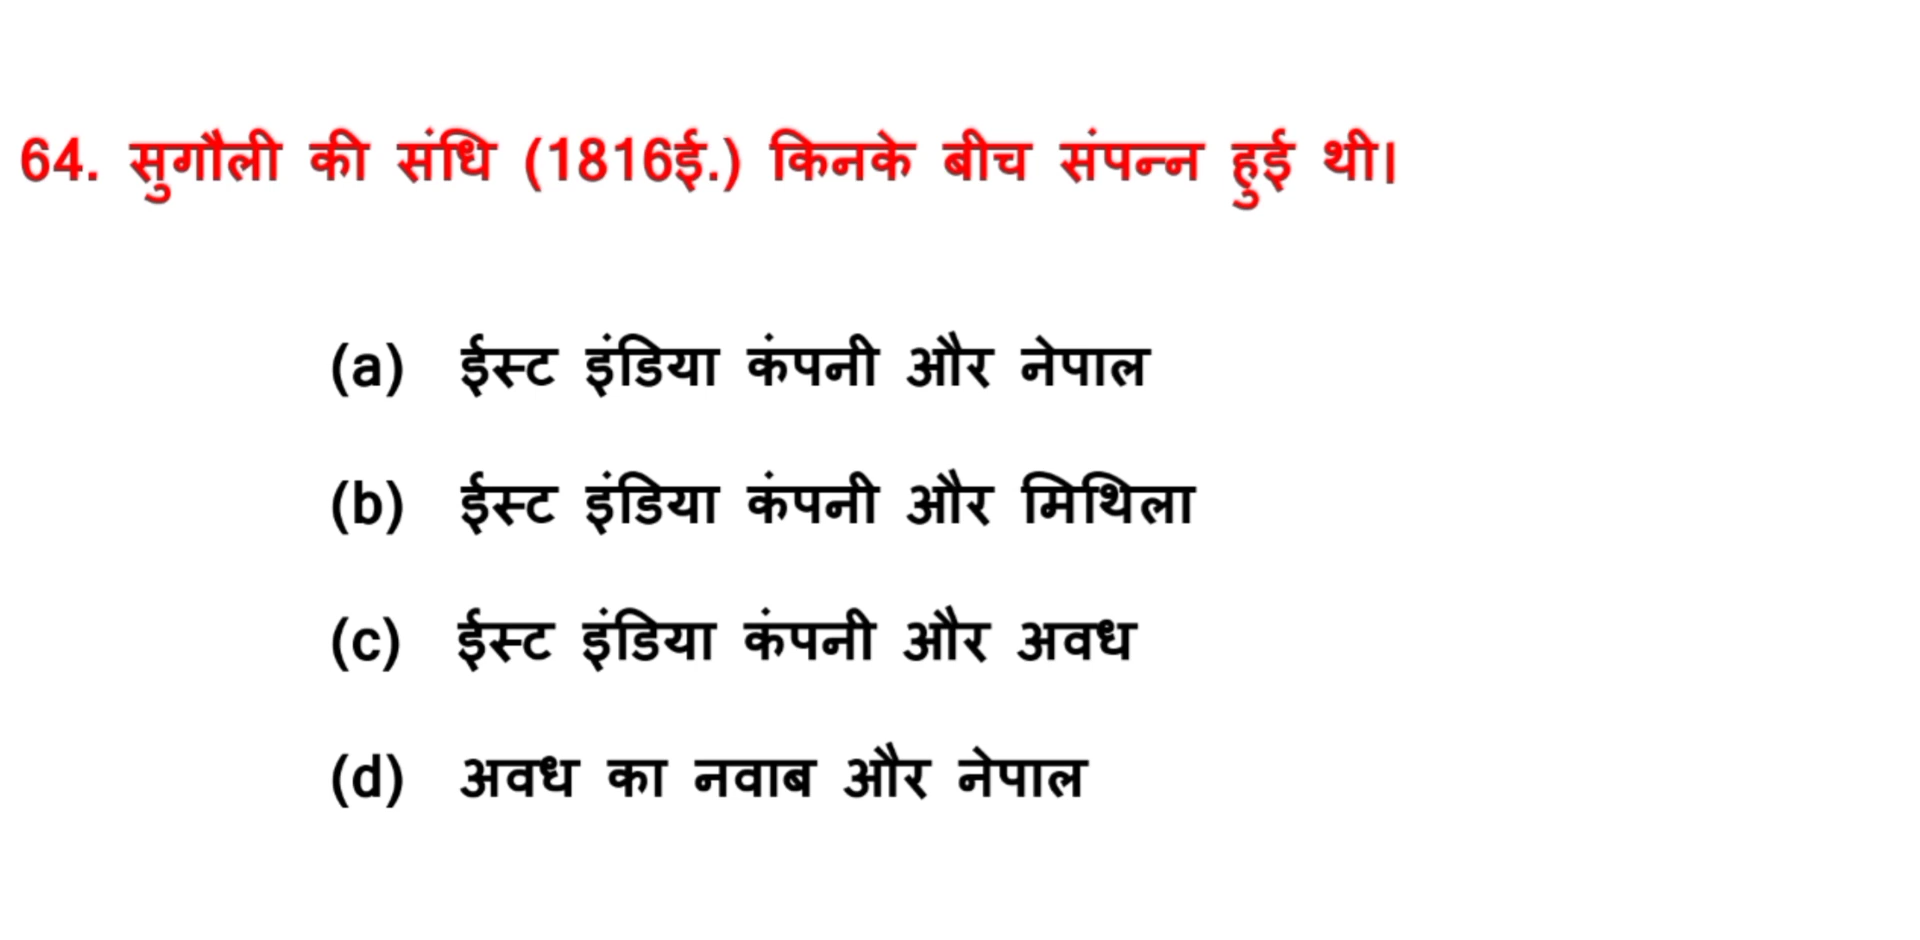 64. सुगौली की संधि (1816ई.) किनके बीच संपन्न हुई थी।
(a) ईस्ट इंडिया कंपनी और नेपाल
(b) ईस्ट इंडिया कंपनी और मिथिला
(c) ईस्ट इंडिया कंपनी और अवध
(d) अवध का नवाब और नेपाल